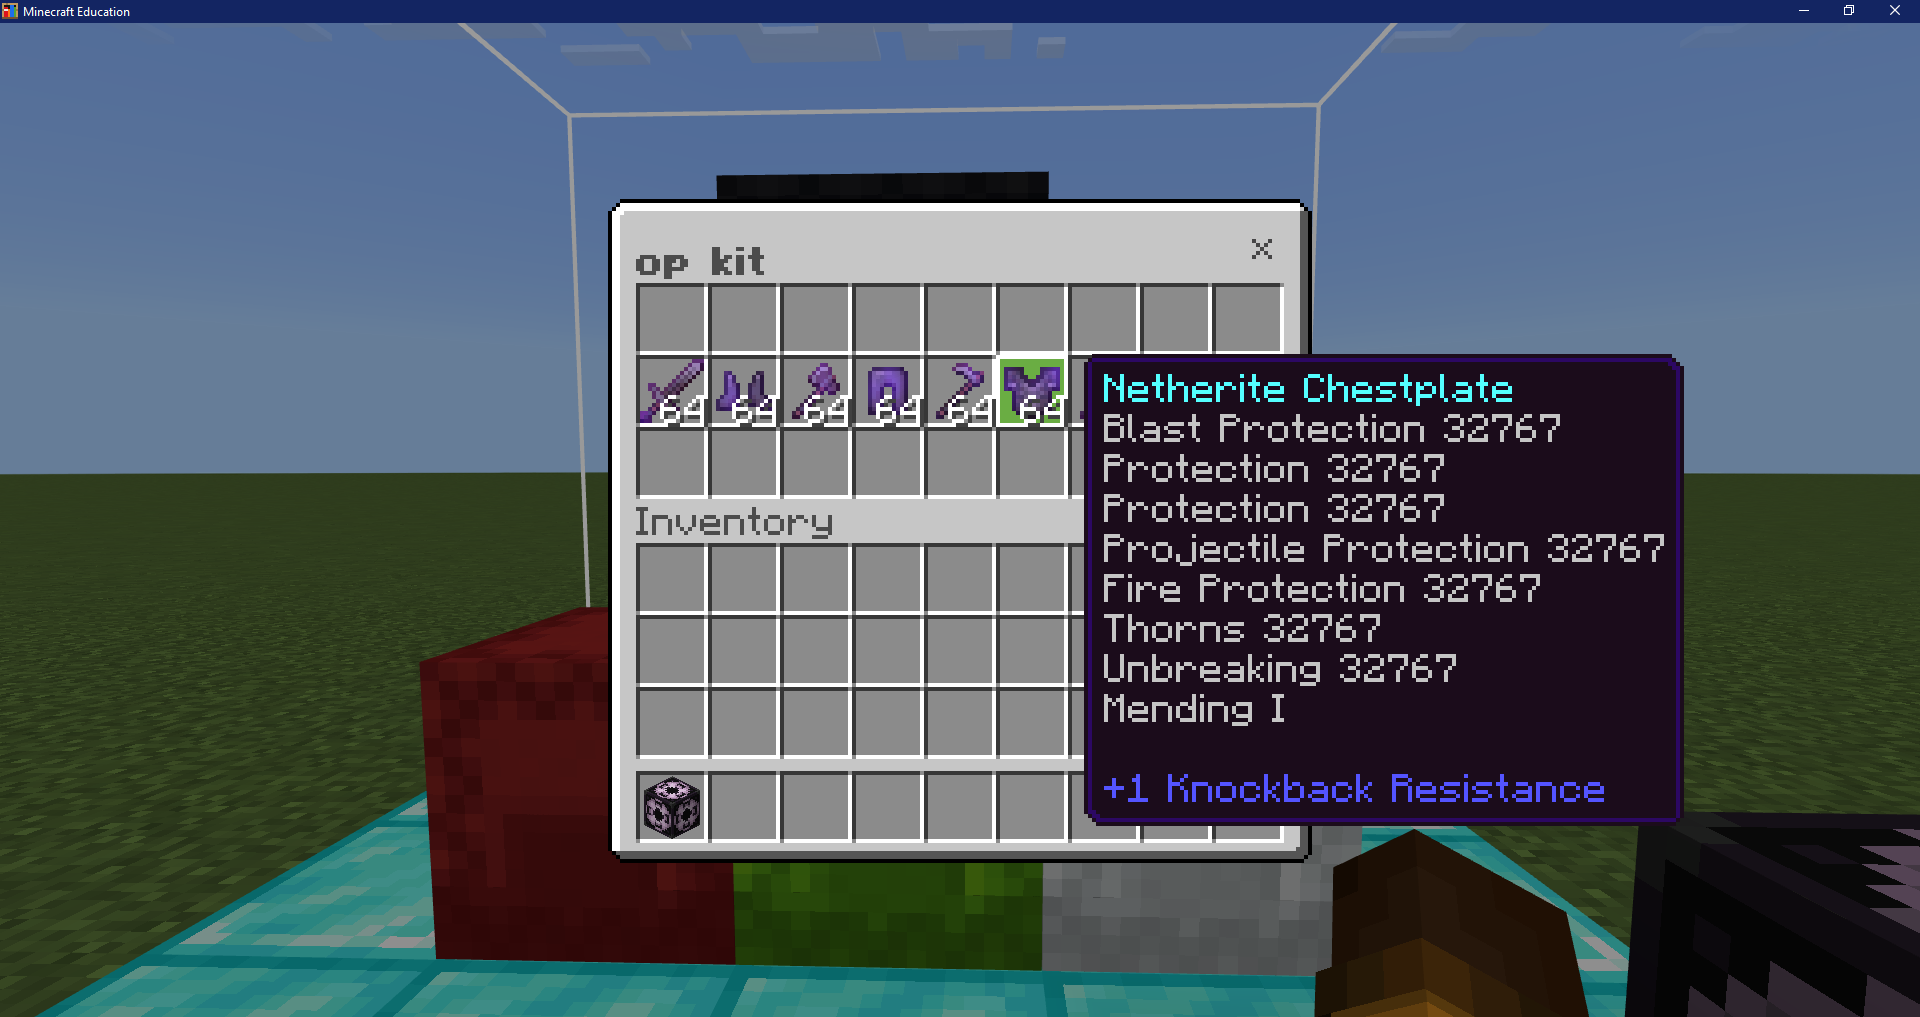 Minecraft Education
op kit
64 64 64 64 64 64
Netherite Chestplate
Blast Protection 32767
Protection 32767
Protection 32767
Projectile Protection 32767
Fire Protection 32767
Thorns 32767
Unbreaking 32767
Mending I
+1 Knockback Resistance
Inventory